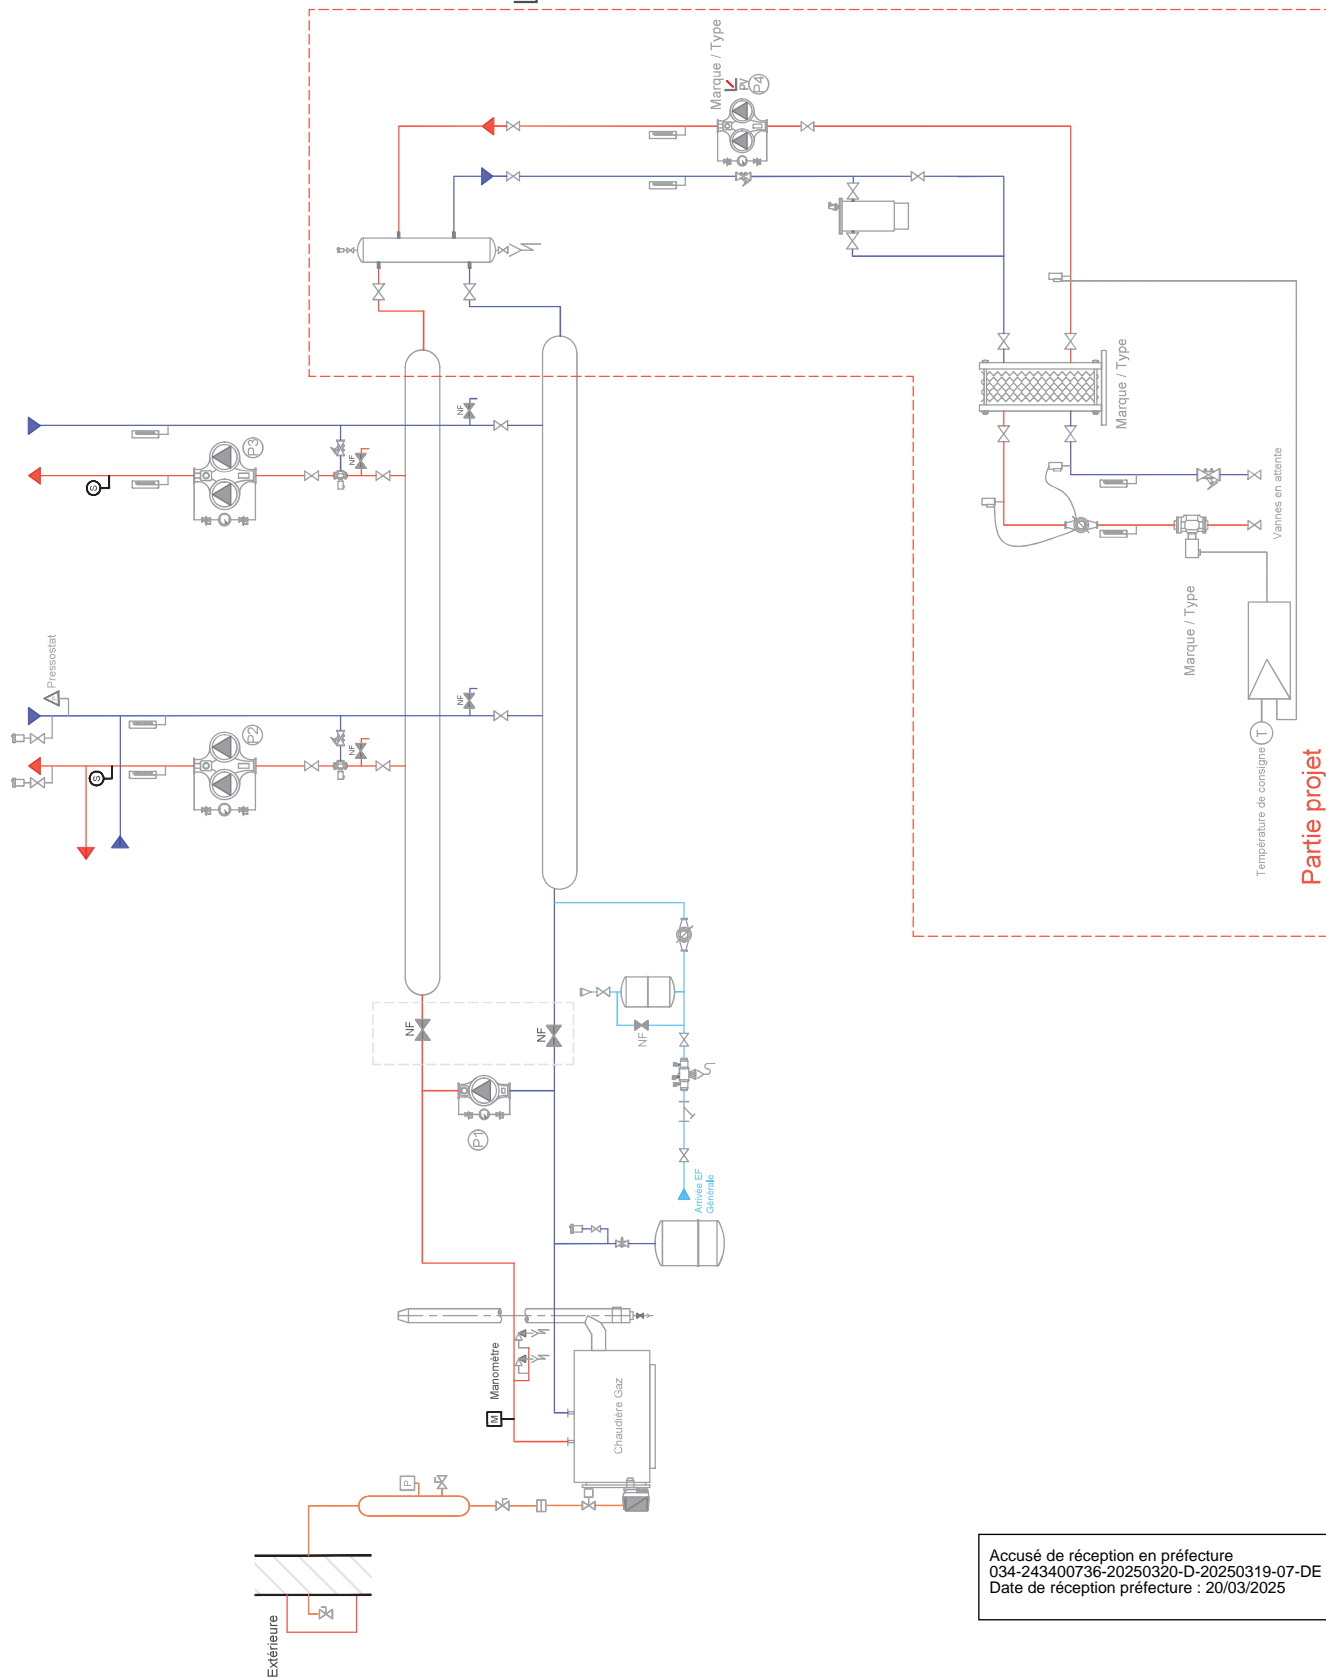 Marque / Type
PV
P4
NF
P3
S
NF
Marque / Type
Vannes en attente
Pressostat
NF
P2
S
NF
Marque / Type
T
Température de consigne
Partie projet
NF
NF
NF
P1
Arrivée EF
Générale
Manomètre
M
Chaudière Gaz
P
Extérieure
Accusé de réception en préfecture
034-243400736-20250320-D-20250319-07-DE
Date de réception préfecture : 20/03/2025